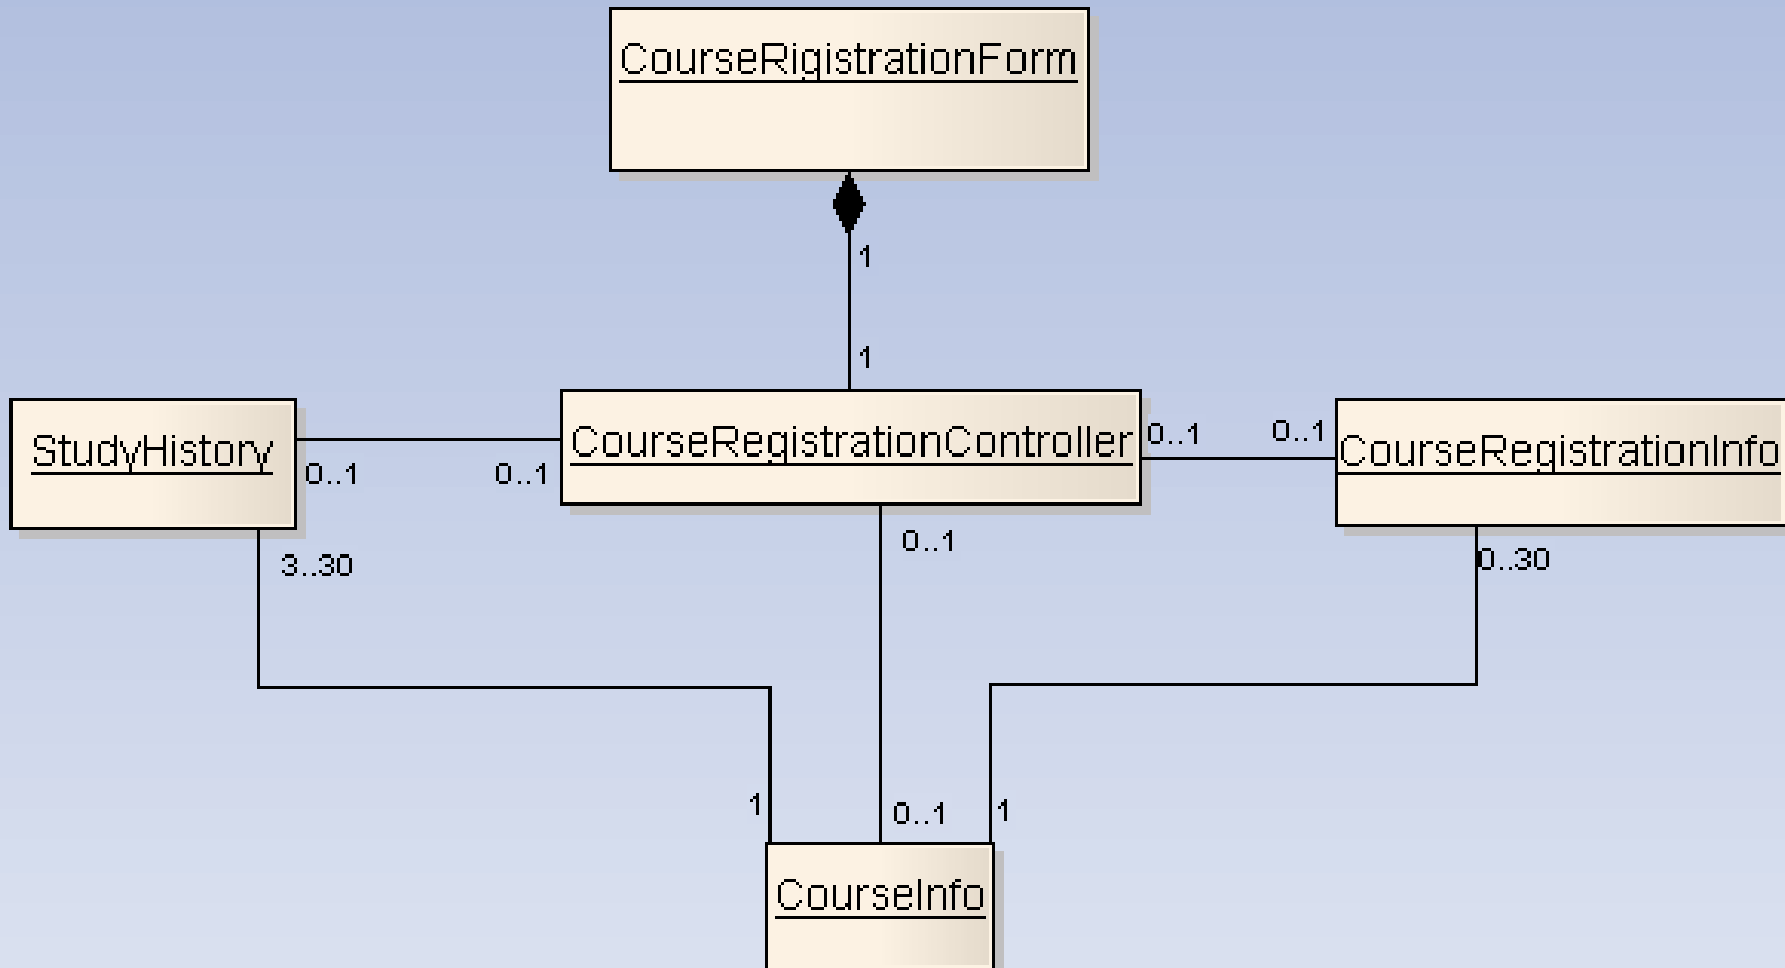 CourseRigistrationForm
1
1
StudyHistory
CourseRegistrationController
CourseRegistrationInfo
0..1
0..1
0..1
0..1
3..30
0..1
0..30
1
0..1
1
CourseInfo